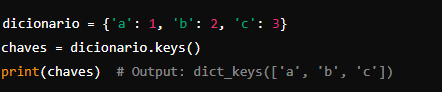 dicionario = {'a': 1, 'b': 2, 'c': 3}
chaves = dicionario.keys()
print(chaves)  # Output: dict_keys(['a', 'b', 'c'])